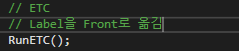 // ETC
// Label을 Front로 옮김
RunETC();